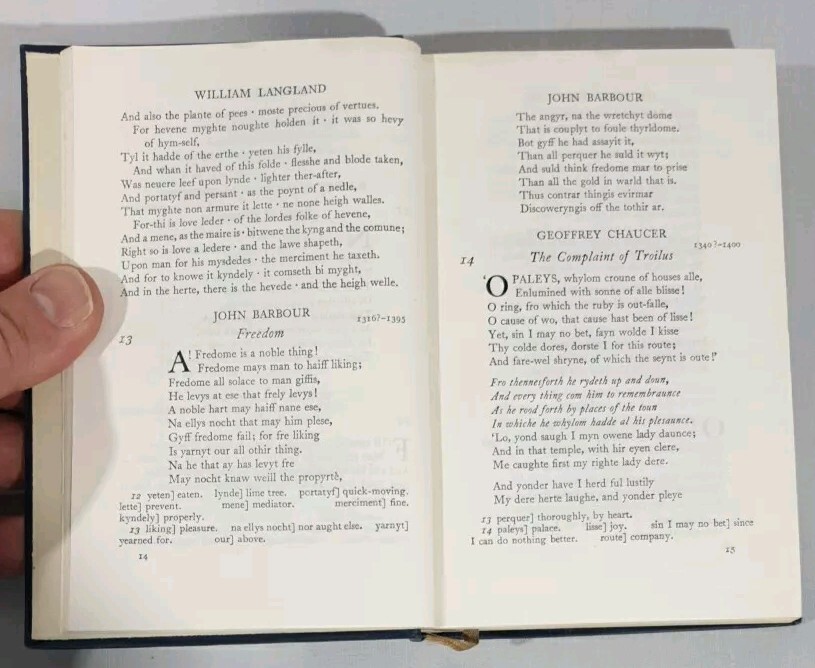 WILLIAM LANGLAND
And also the plante of pees · moste precious of vertues.
For hevene myghte noughte holden it · it was so hevy
of hym-self,
Tyl it hadde of the erthe · yeten his fylle,
And whan it haved of this folde · flesshe and blode taken,
Was neuere leef upon lynde · lighter ther-after,
And portatyf and persant · as the poynt of a nedle,
That myghte non armure it lette · ne none heigh walles.
For-thi is love leder · of the lordes folke of hevene,
And a mene, as the maire is · bitwene the kyng and the comune;
Right so is love a ledere · and the lawe shapeth,
Upon man for his mysdedes · the merciment he taxeth.
And for to knowe it kyndely · it comseth bi myght,
And in the herte, there is the hevede · and the heigh welle.
JOHN BARBOUR
1316?–1395
13
Freedom
A! Fredome is a noble thing!
Fredome mays man to haiff liking;
Fredome all solace to man giffis,
He levys at ese that frely levys!
A noble hart may haiff nane ese,
Na ellys nocht that may him plese,
Gyff fredome fail; for fre liking
Is yarnyt our all othir thing.
Na he that ay has levyt fre
May nocht knaw weill the propyrtè,
12 yeten] eaten. lynde] lime tree. portatyf] quick-moving.
lette] prevent. mene] mediator. merciment] fine.
kyndely] properly.
13 liking] pleasure. na ellys nocht] nor aught else. yarnyt]
yearned for. our] above.
14
JOHN BARBOUR
The angyr, na the wretchyt dome
That is couplyt to foule thyrldome.
Bot gyff he had assayit it,
Than all perquer he suld it wyt;
And suld think fredome mar to prise
Than all the gold in warld that is.
Thus contrar thingis evirmar
Discoweryngis off the tothir ar.
GEOFFREY CHAUCER
1340?–1400
14
The Complaint of Troilus
‘O PALEYS, whylom croune of houses alle,
Enlumined with sonne of alle blisse!
O ring, fro which the ruby is out-falle,
O cause of wo, that cause hast been of lisse!
Yet, sin I may no bet, fayn wolde I kisse
Thy colde dores, dorste I for this route;
And fare-wel shryne, of which the seynt is oute!’
Fro thennesforth he rydeth up and doun,
And every thing com him to remembraunce
As he rood forth by places of the toun
In whiche he whylom hadde al his plesaunce.
‘Lo, yond saugh I myn owene lady daunce;
And in that temple, with hir eyen clere,
Me caughte first my righte lady dere.
And yonder have I herd ful lustily
My dere herte laughe, and yonder pleye
13 perquer] thoroughly, by heart.
14 paleys] palace. lisse] joy. sin I may no bet] since
I can do nothing better. route] company.
15